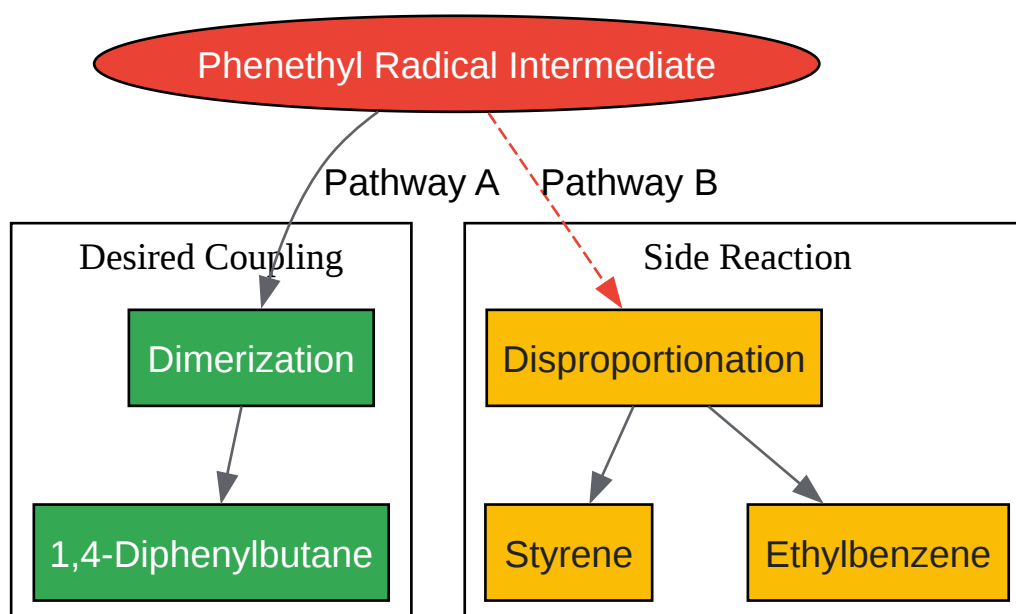 Phenethyl Radical Intermediate
Pathway A
Pathway B
Desired Coupling
Side Reaction
Dimerization
Disproportionation
1,4-Diphenylbutane
Styrene
Ethylbenzene